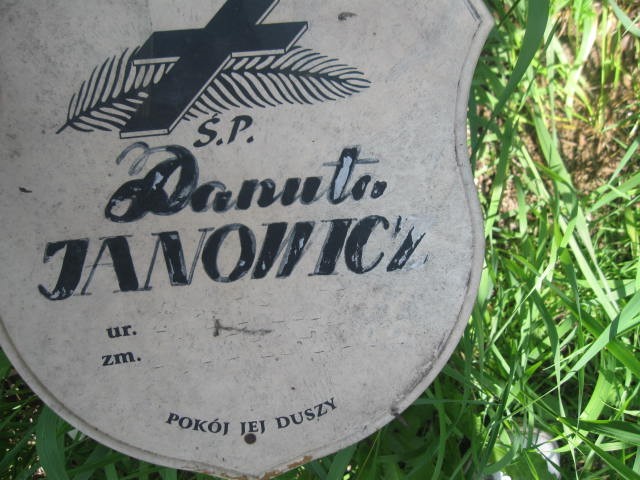 Ś.P.
Danuta
JANOWICZ
ur.
zm.
POKÓJ JEJ DUSZY